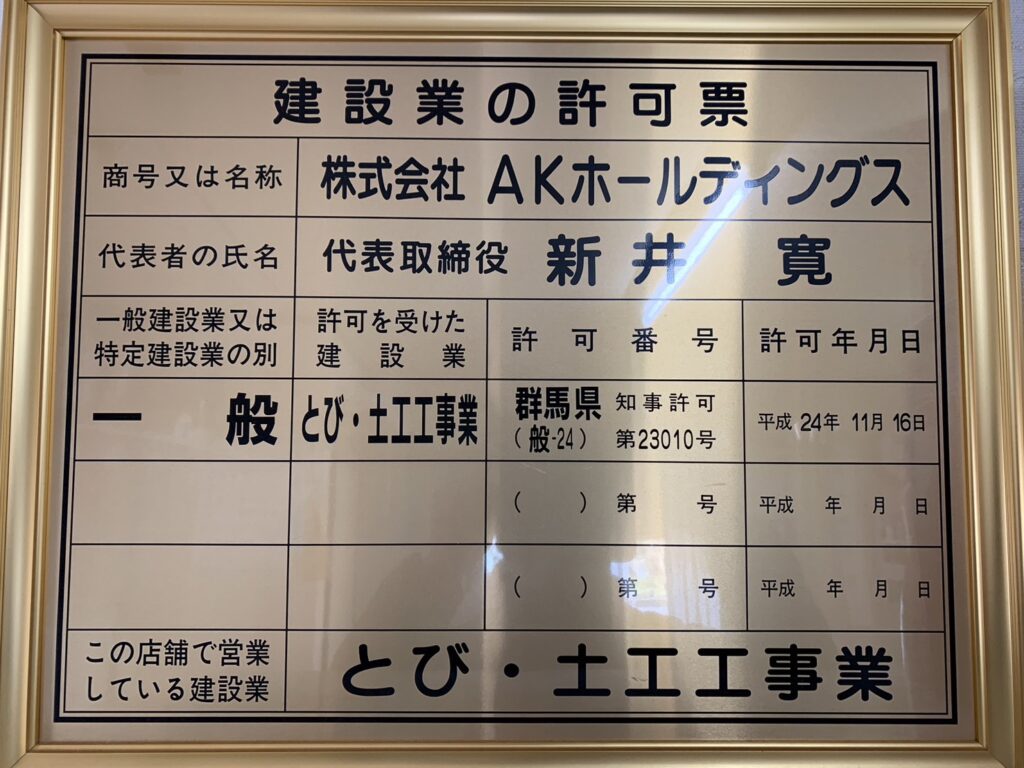 建設業の許可票
商号又は名称 株式会社 AKホールディングス
代表者の氏名 代表取締役 新井 寛
一般建設業又は
特定建設業の別
許可を受けた
建設業
許可番号
許可年月日
一般
とび・土工工事業
群馬県 知事許可
(般-24) 第23010号
平成 24年 11月 16日
( ) 第 号
平成 年 月 日
( ) 第 号
平成 年 月 日
この店舗で営業
している建設業
とび・土工工事業